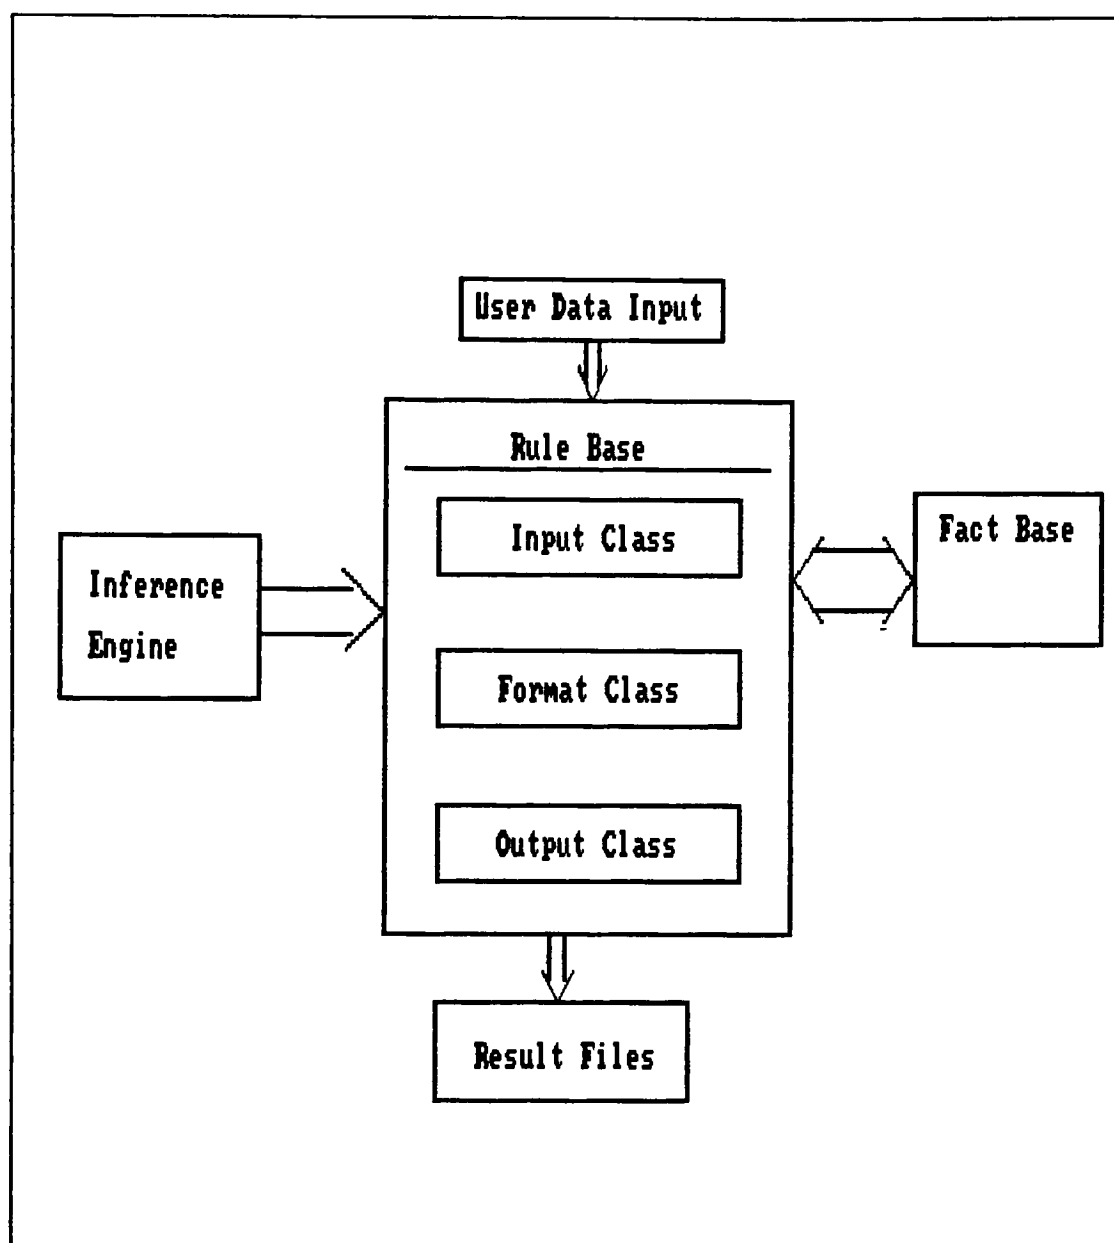 User Data Input
Rule Base
Input Class
Fact Base
Inference
Engine
Format Class
Output Class
Result Files